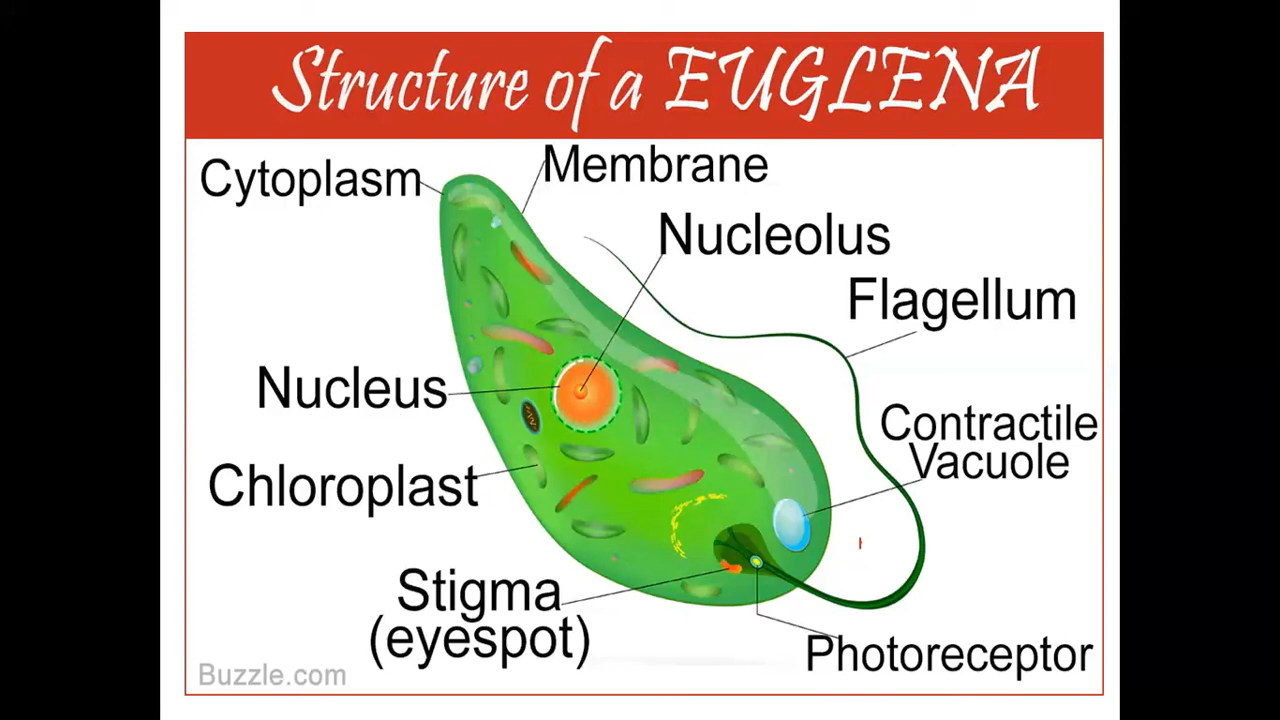 Structure of a EUGLENA
Cytoplasm
Membrane
Nucleolus
Flagellum
Nucleus
Contractile
Vacuole
Chloroplast
Stigma
(eyespot)
Photoreceptor
Buzzle.com